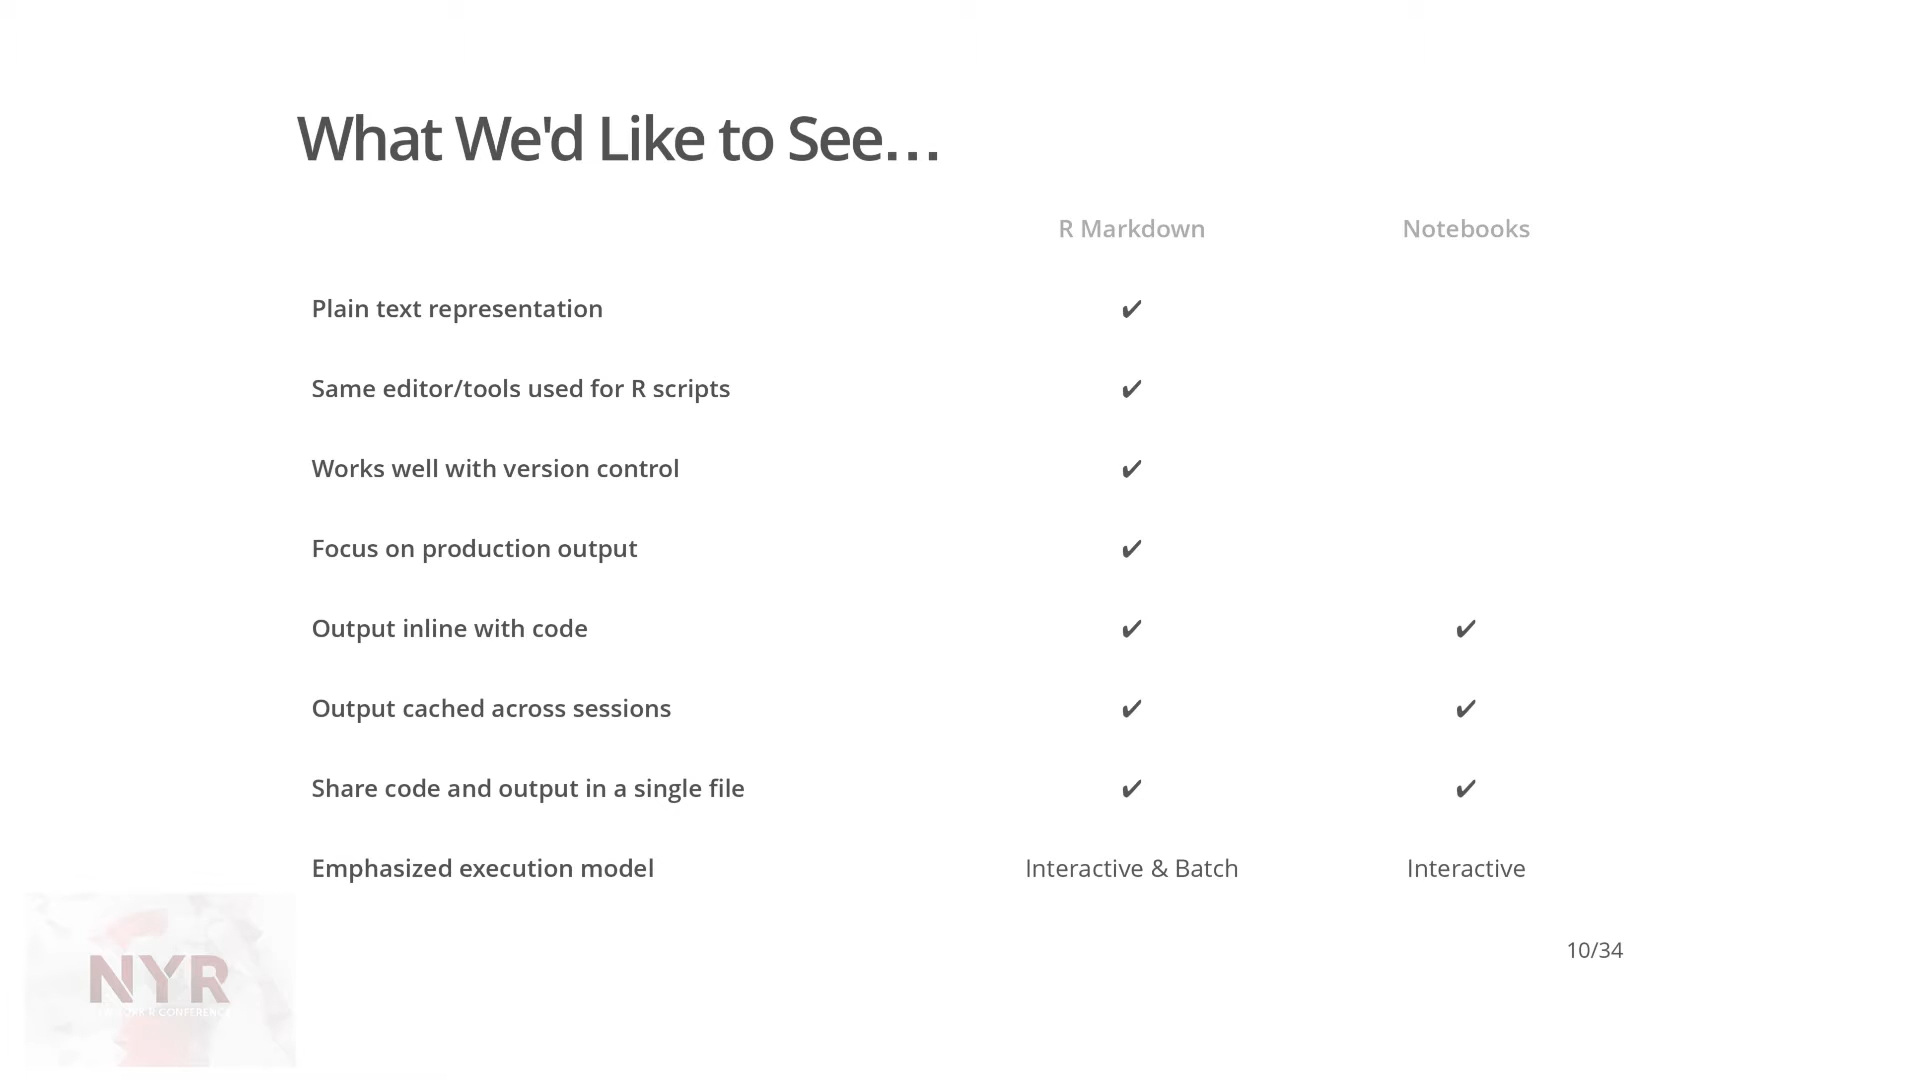 What We'd Like to See…
R Markdown Notebooks
Plain text representation ✔
Same editor/tools used for R scripts ✔
Works well with version control ✔
Focus on production output ✔
Output inline with code ✔ ✔
Output cached across sessions ✔ ✔
Share code and output in a single file ✔ ✔
Emphasized execution model Interactive & Batch Interactive
10/34
NYR
R CONFERENCE